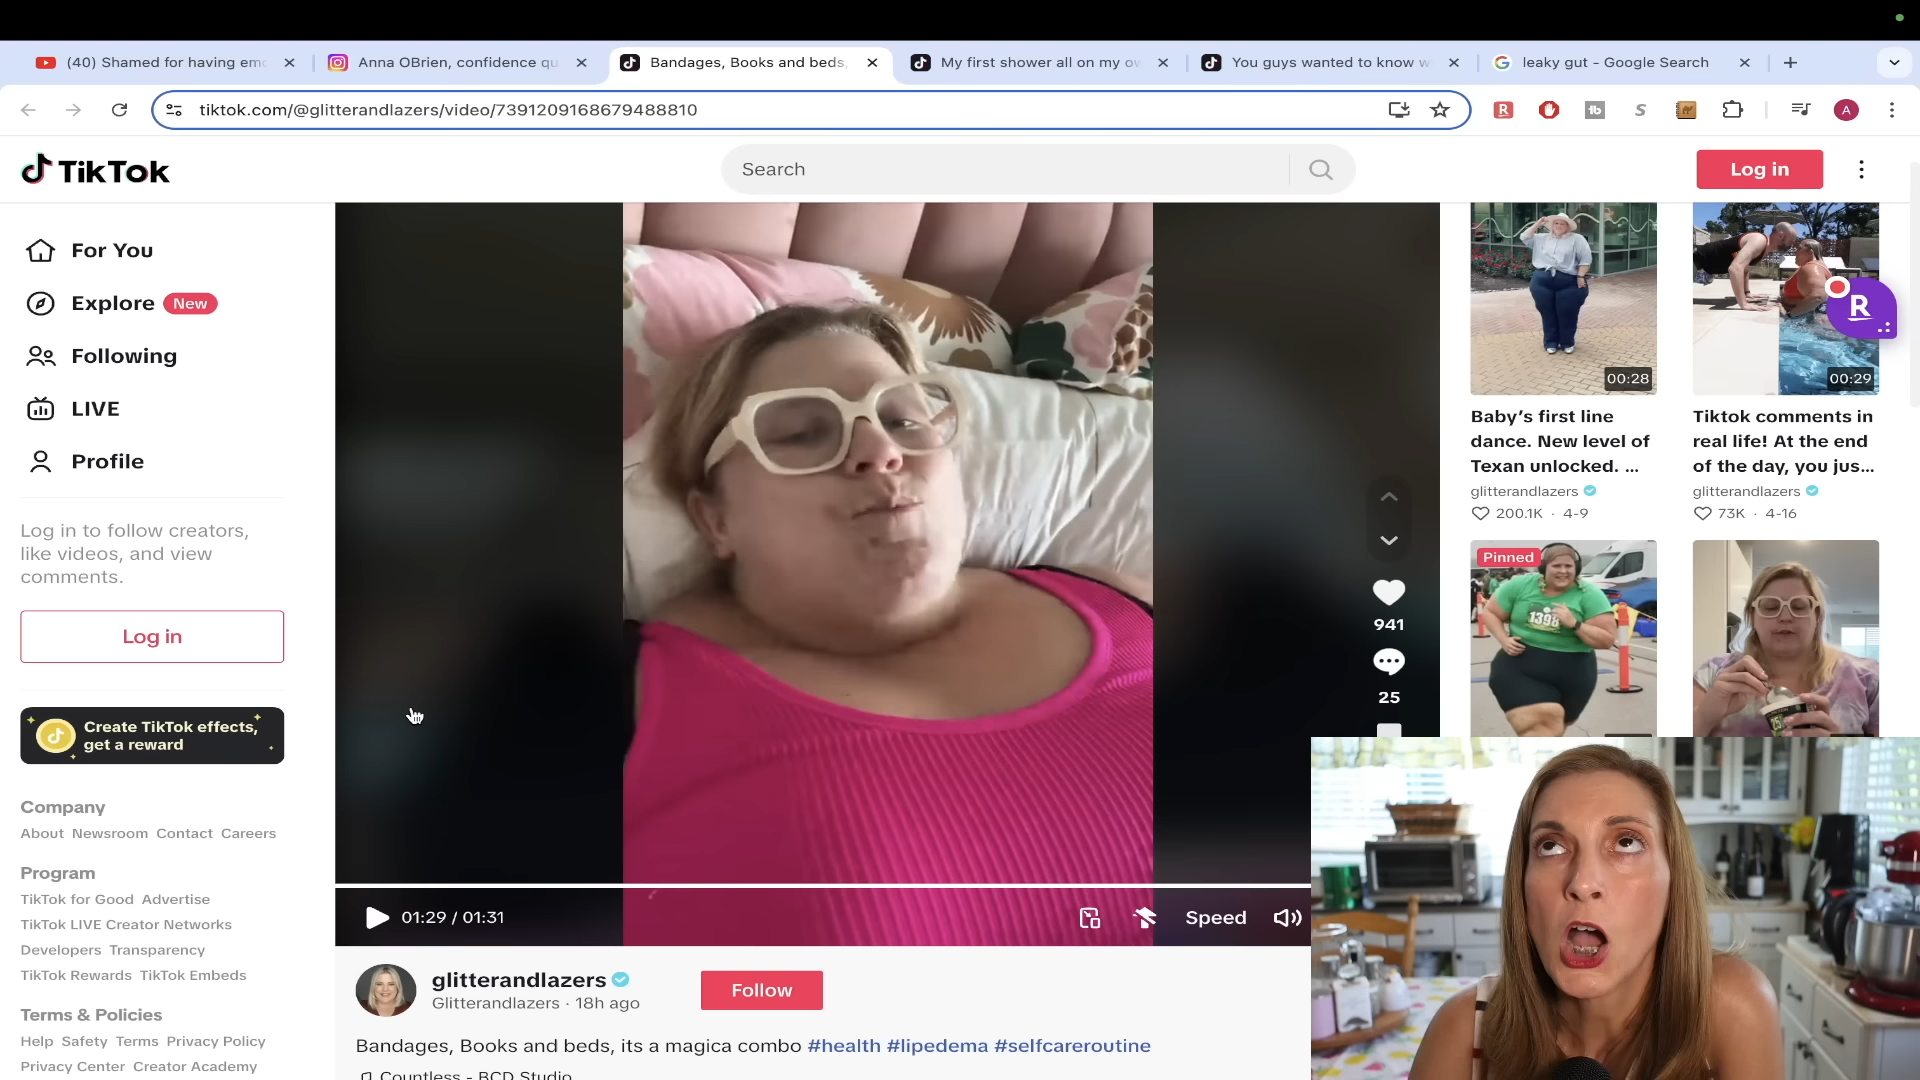 (40) Shamed for having em
Anna OBrien, confidence qu
Bandages, Books and beds,
My first shower all on my o
You guys wanted to know w
leaky gut - Google Search
tiktok.com/@glitterandlazers/video/7391209168679488810
R
tb
S
A
TikTok
Search
Log in
For You
Explore New
Following
LIVE
Profile
Log in to follow creators,
like videos, and view
comments.
Log in
Create TikTok effects,
get a reward
Company
About Newsroom Contact Careers
Program
TikTok for Good Advertise
TikTok LIVE Creator Networks
Developers Transparency
TikTok Rewards TikTok Embeds
Terms & Policies
Help Safety Terms Privacy Policy
Privacy Center Creator Academy
941
25
01:29 / 01:31
Speed
glitterandlazers
Glitterandlazers · 18h ago
Follow
Bandages, Books and beds, its a magica combo #health #lipedema #selfcareroutine
Countless - BCD Studio
00:28
Baby's first line
dance. New level of
Texan unlocked. ...
glitterandlazers
200.1K · 4-9
00:29
Tiktok comments in
real life! At the end
of the day, you jus...
glitterandlazers
73K · 4-16
R
Pinned
1398